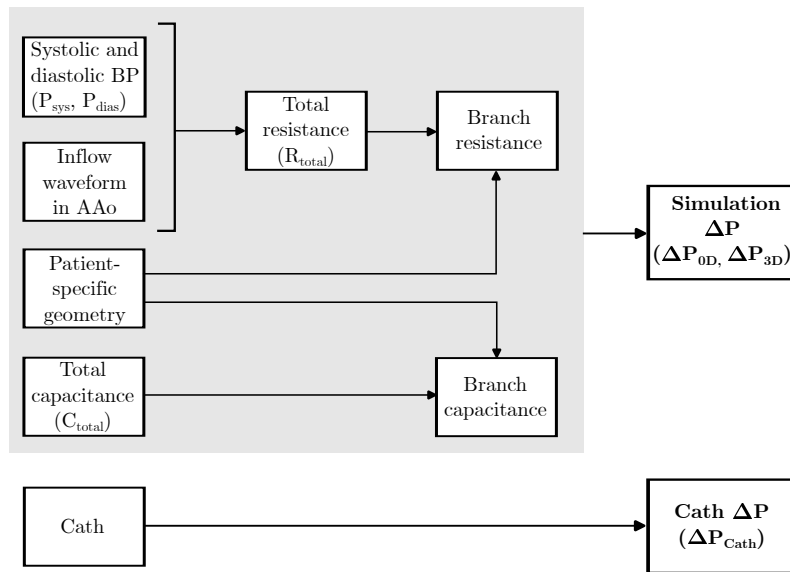 Systolic and
diastolic BP
(P_sys, P_dias)
Inflow
waveform
in AAo
Patient-
specific
geometry
Total
capacitance
(C_total)
Total
resistance
(R_total)
Branch
resistance
Branch
capacitance
Simulation
ΔP
(ΔP_0D, ΔP_3D)
Cath
Cath ΔP
(ΔP_Cath)